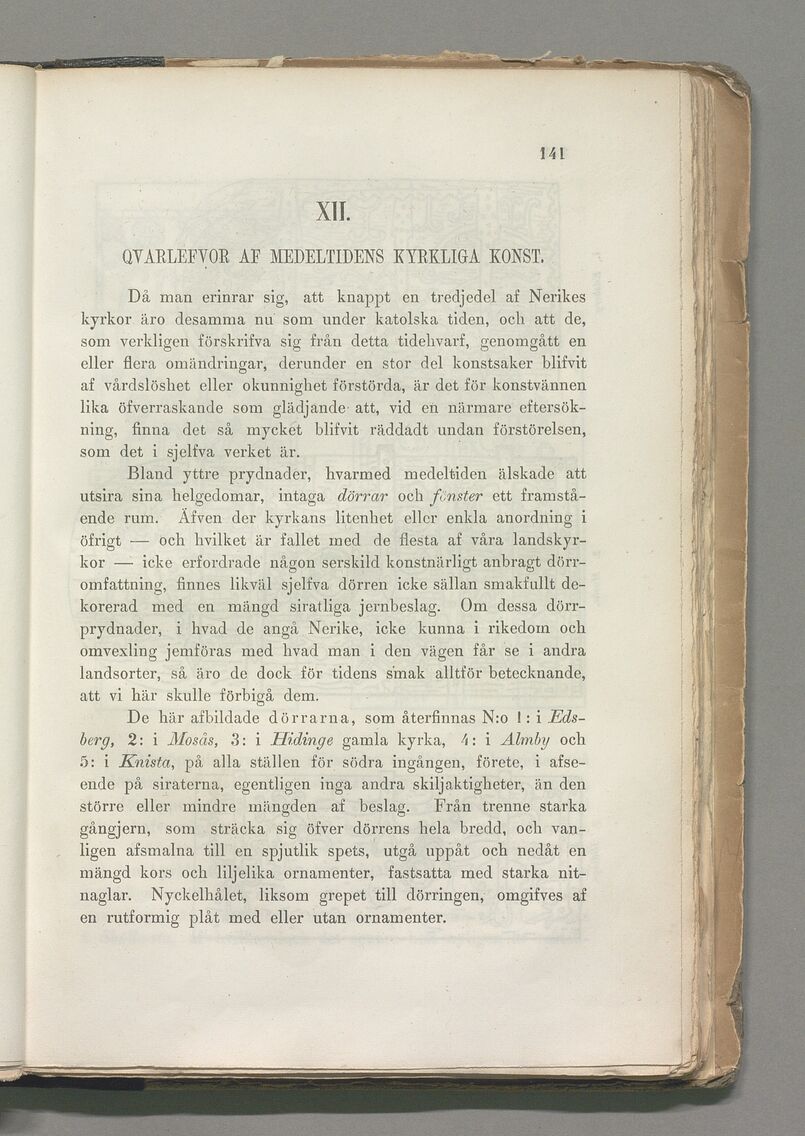 141
XII.
QVARLEFVOR AF MEDELTIDENS KYRKLIGA KONST.
Då man erinrar sig, att knappt en tredjedel af Nerikes
kyrkor äro desamma nu som under katolska tiden, och att de,
som verkligen förskrifva sig från detta tidehvarf, genomgått en
eller flera omändringar, derunder en stor del konstsaker blifvit
af vårdslöshet eller okunnighet förstörda, är det för konstvännen
lika öfverraskande som glädjande att, vid en närmare eftersök-
ning, finna det så mycket blifvit räddadt undan förstörelsen,
som det i sjelfva verket är.
Bland yttre prydnader, hvarmed medeltiden älskade att
utsira sina helgedomar, intaga dörrar och fönster ett framstå-
ende rum. Äfven der kyrkans litenhet eller enkla anordning i
öfrigt — och hvilket är fallet med de flesta af våra landskyr-
kor — icke erfordrade någon serskild konstnärligt anbragt dörr-
omfattning, finnes likväl sjelfva dörren icke sällan smakfullt de-
korerad med en mängd siratliga jernbeslag. Om dessa dörr-
prydnader, i hvad de angå Nerike, icke kunna i rikedom och
omvexling jemföras med hvad man i den vägen får se i andra
landsorter, så äro de dock för tidens smak alltför betecknande,
att vi här skulle förbigå dem.
De här afbildade dörrarna, som återfinnas N:o 1: i Eds-
berg, 2: i Mosås, 3: i Hidinge gamla kyrka, 4: i Almby och
5: i Knista, på alla ställen för södra ingången, förete, i afse-
ende på siraterna, egentligen inga andra skiljaktigheter, än den
större eller mindre mängden af beslag. Från trenne starka
gångjern, som sträcka sig öfver dörrens hela bredd, och van-
ligen afsmalna till en spjutlik spets, utgå uppåt och nedåt en
mängd kors och liljelika ornamenter, fastsatta med starka nit-
naglar. Nyckelhålet, liksom grepet till dörringen, omgifves af
en rutformig plåt med eller utan ornamenter.